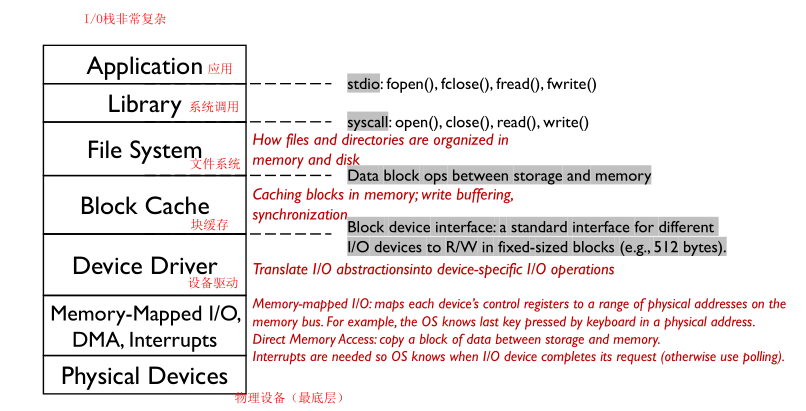 I/O栈非常复杂
Application 应用
stdio: fopen(), fclose(), fread(), fwrite()
Library 系统调用
syscall: open(), close(), read(), write()
File System
文件系统
How files and directories are organized in
memory and disk
Data block ops between storage and memory
Block Cache
块缓存
Caching blocks in memory; write buffering,
synchronization
Block device interface: a standard interface for different
I/O devices to R/W in fixed-sized blocks (e.g., 512 bytes).
Device Driver
设备驱动
Translate I/O abstractionsinto device-specific I/O operations
Memory-Mapped I/O,
DMA, Interrupts
Memory-mapped I/O: maps each device's control registers to a range of physical addresses on the
memory bus. For example, the OS knows last key pressed by keyboard in a physical address.
Direct Memory Access: copy a block of data between storage and memory.
Interrupts are needed so OS knows when I/O device completes its request (otherwise use polling).
Physical Devices
物理设备（最底层）